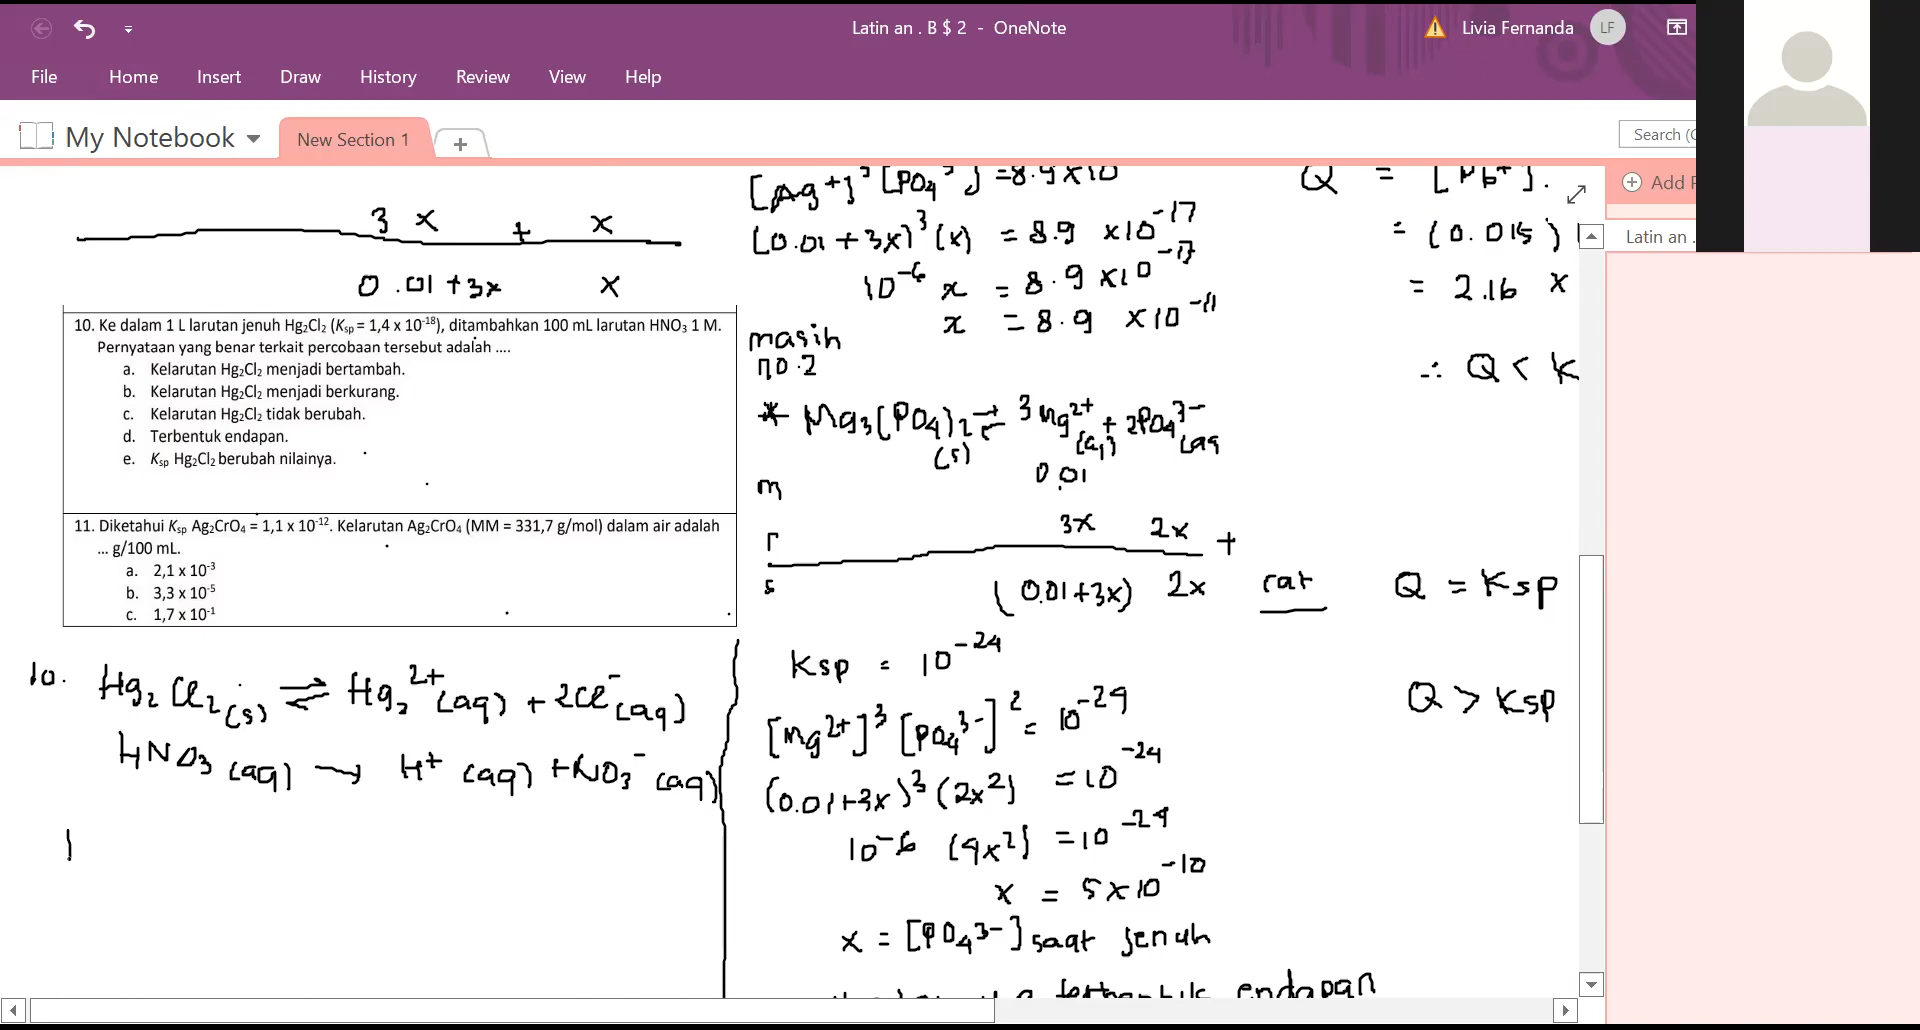 Latin an . B $ 2 - OneNote
Livia Fernanda
LF
File Home Insert Draw History Review View Help
My Notebook
New Section 1
+
Search (
Add
Latin an .
3x + x
0.01 +3x x
10. Ke dalam 1 L larutan jenuh Hg₂Cl₂ (Ksp = 1,4 x 10⁻¹⁸), ditambahkan 100 mL larutan HNO₃ 1 M.
Pernyataan yang benar terkait percobaan tersebut adalah ....
a. Kelarutan Hg₂Cl₂ menjadi bertambah.
b. Kelarutan Hg₂Cl₂ menjadi berkurang.
c. Kelarutan Hg₂Cl₂ tidak berubah.
d. Terbentuk endapan.
e. Ksp Hg₂Cl₂ berubah nilainya.
11. Diketahui Ksp Ag₂CrO₄ = 1,1 x 10⁻¹². Kelarutan Ag₂CrO₄ (MM = 331,7 g/mol) dalam air adalah
... g/100 mL.
a. 2,1 x 10⁻³
b. 3,3 x 10⁻⁵
c. 1,7 x 10⁻¹
10. Hg₂Cl₂(s) ⇌ Hg₂²⁺(aq) + 2Cl⁻(aq)
HNO₃(aq) → H⁺(aq) + NO₃⁻(aq)
[Ag⁺]³[PO₄³⁻] = 8.9 x10
(0.01 + 3x)³(x) = 8.9 x10⁻¹⁷
10⁻⁶ x = 8.9 x10⁻¹⁷
x = 8.9 x10⁻¹¹
masih
no.2
* Mg₃(PO₄)₂(s) ⇌ 3Mg²⁺(aq) + 2PO₄³⁻(aq
m 0.01
r 3x 2x +
s (0.01+3x) 2x
Ksp = 10⁻²⁴
[Mg²⁺]³[PO₄³⁻]² = 10⁻²⁴
(0.01+3x)³(2x²) = 10⁻²⁴
10⁻⁶ (4x²) = 10⁻²⁴
x = 5x10⁻¹⁰
x = [PO₄³⁻] saat jenuh
endapan
Q = [Pb⁺].
= (0.015)
= 2.16 x
∴ Q < K
cat Q = Ksp
Q > Ksp